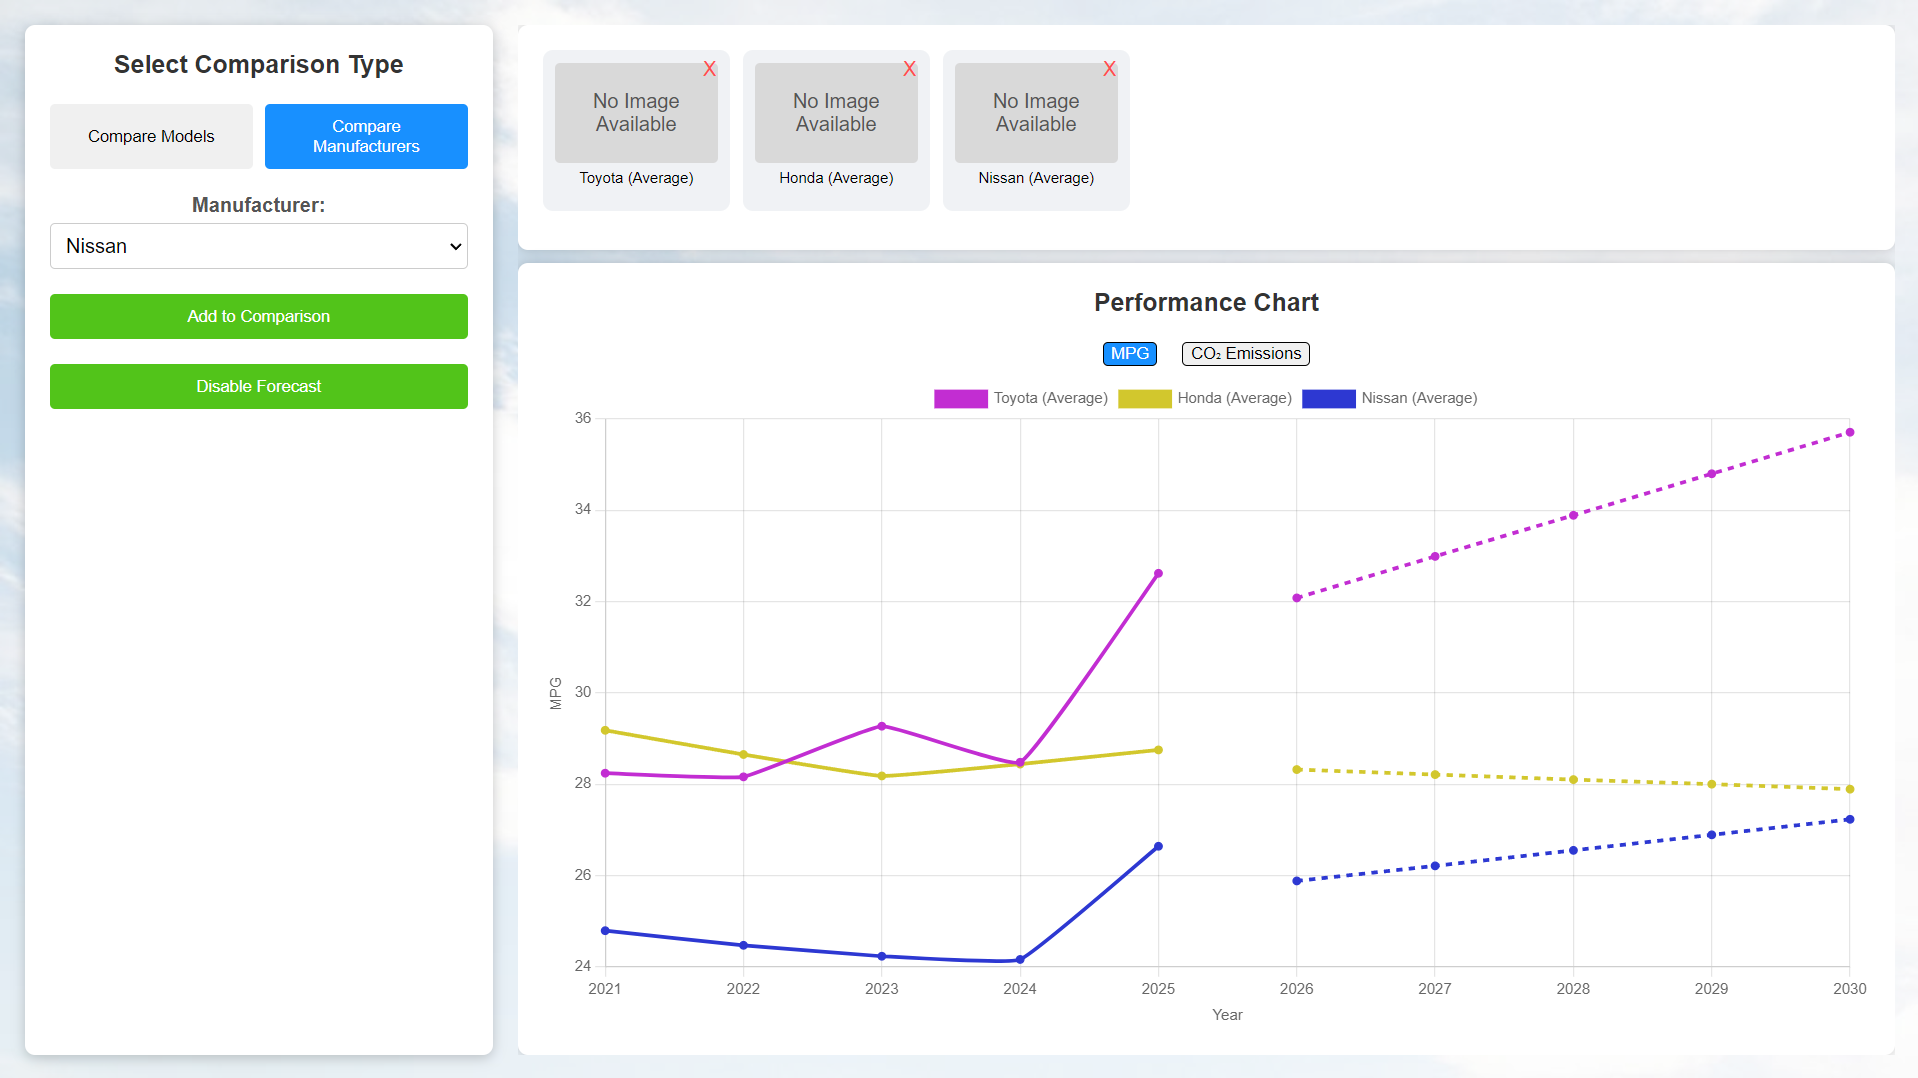 Select Comparison Type
Compare Models
Compare
Manufacturers
Manufacturer:
Nissan
Add to Comparison
Disable Forecast
X
No Image
Available
Toyota (Average)
X
No Image
Available
Honda (Average)
X
No Image
Available
Nissan (Average)
Performance Chart
MPG
CO₂ Emissions
Toyota (Average) Honda (Average) Nissan (Average)
MPG
36
34
32
30
28
26
24
2021 2022 2023 2024 2025 2026 2027 2028 2029 2030
Year